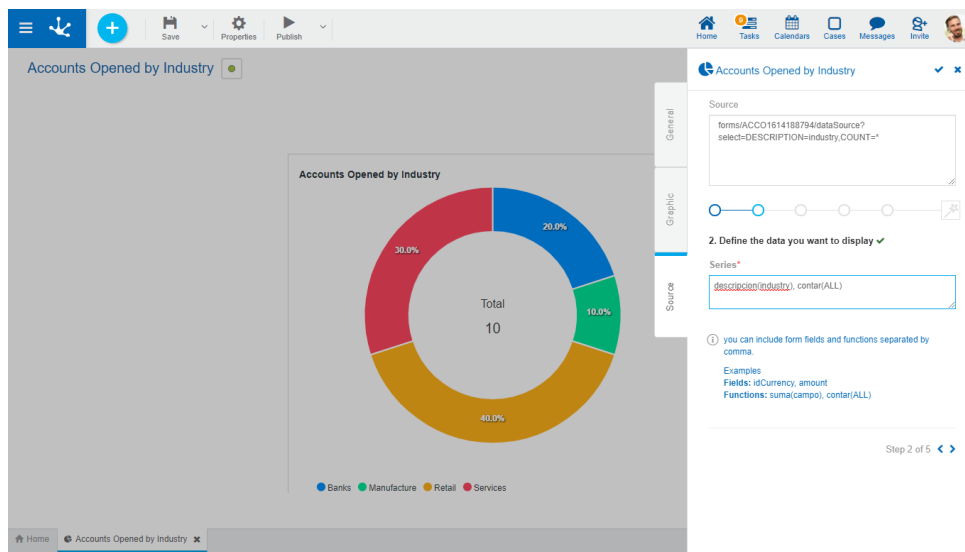 Save
Properties
Publish
Home
9
Tasks
Calendars
Cases
Messages
Invite
Accounts Opened by Industry
Accounts Opened by Industry
20.0%
10.0%
40.0%
30.0%
Total
10
Banks
Manufacture
Retail
Services
General
Graphic
Source
Accounts Opened by Industry
Source
forms/ACCO1614188794/dataSource?
select=DESCRIPTION=industry,COUNT=*
2. Define the data you want to display
Series*
descripcion(industry), contar(ALL)
you can include form fields and functions separated by
comma.
Examples
Fields: idCurrency, amount
Functions: suma(campo), contar(ALL)
Step 2 of 5
Home
Accounts Opened by Industry